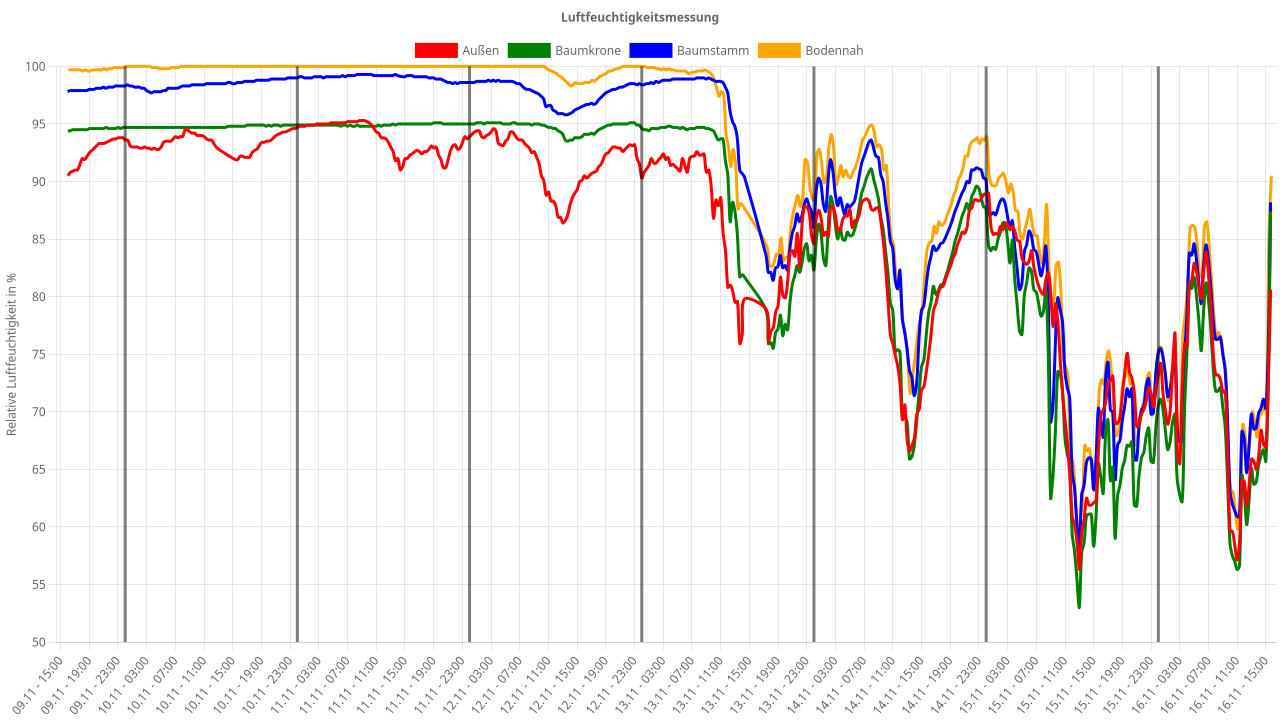 Luftfeuchtigkeitsmessung
Außen Baumkrone Baumstamm Bodennah
Relative Luftfeuchtigkeit in %
100
95
90
85
80
75
70
65
60
55
50
09.11 - 15:00
09.11 - 19:00
09.11 - 23:00
10.11 - 03:00
10.11 - 07:00
10.11 - 11:00
10.11 - 15:00
10.11 - 19:00
10.11 - 23:00
11.11 - 03:00
11.11 - 07:00
11.11 - 11:00
11.11 - 15:00
11.11 - 19:00
11.11 - 23:00
12.11 - 03:00
12.11 - 07:00
12.11 - 11:00
12.11 - 15:00
12.11 - 19:00
12.11 - 23:00
13.11 - 03:00
13.11 - 07:00
13.11 - 11:00
13.11 - 15:00
13.11 - 19:00
13.11 - 23:00
14.11 - 03:00
14.11 - 07:00
14.11 - 11:00
14.11 - 15:00
14.11 - 19:00
14.11 - 23:00
15.11 - 03:00
15.11 - 07:00
15.11 - 11:00
15.11 - 15:00
15.11 - 19:00
15.11 - 23:00
16.11 - 03:00
16.11 - 07:00
16.11 - 11:00
16.11 - 15:00